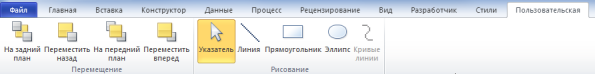 Файл Главная Вставка Конструктор Данные Процесс Рецензирование Вид Разработчик Стили Пользовательская
На задний план
Переместить назад
На передний план
Переместить вперед
Указатель
Линия
Прямоугольник
Эллипс
Кривые линии
Перемещение
Рисование